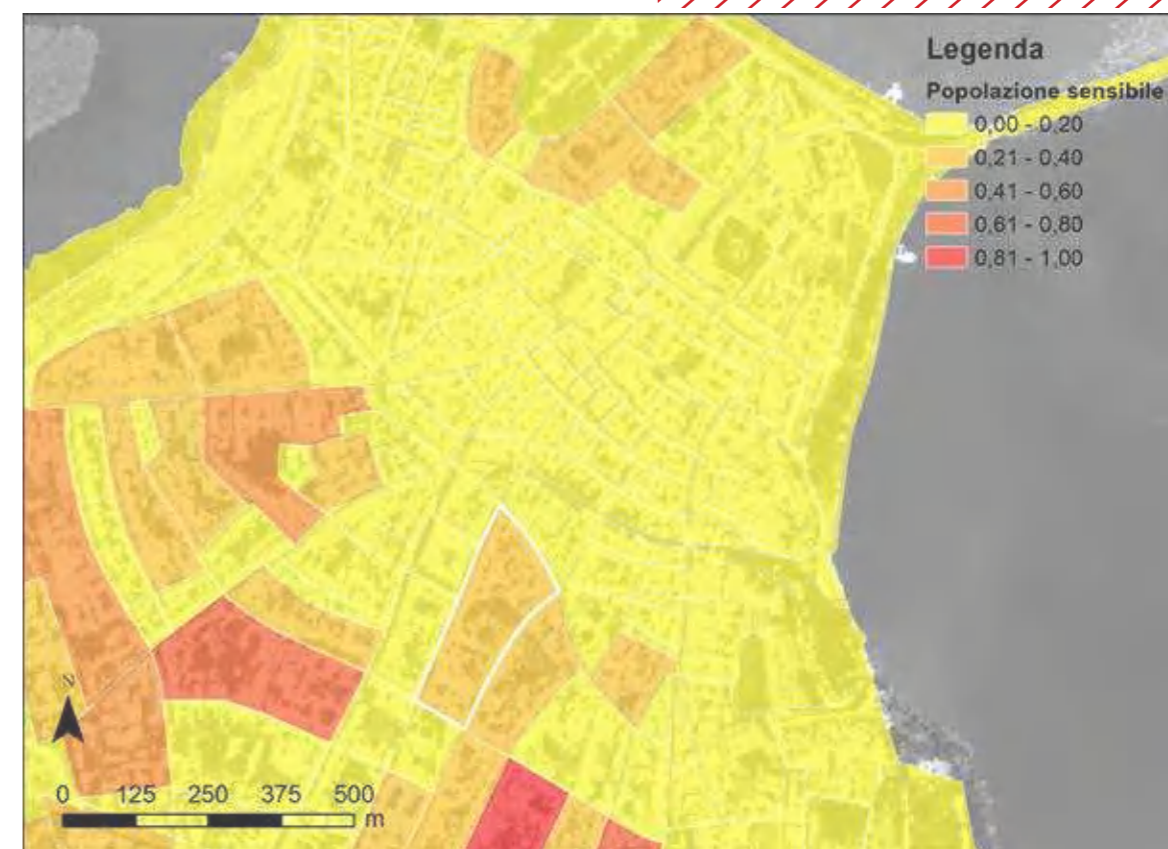 Legenda
Popolazione sensibile
0,00 - 0,20
0,21 - 0,40
0,41 - 0,60
0,61 - 0,80
0,81 - 1,00
N
0 125 250 375 500
m